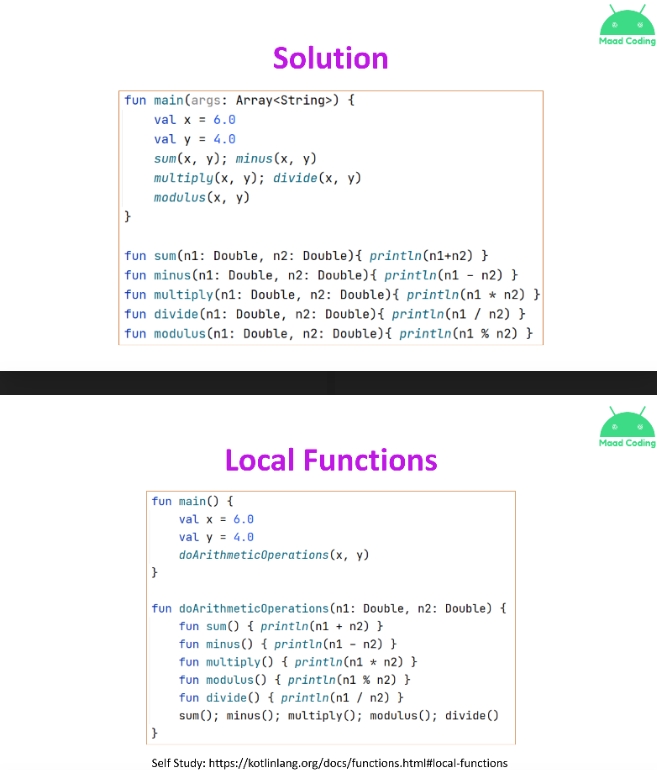 Maad Coding
Solution
fun main(args: Array<String>) {
val x = 6.0
val y = 4.0
sum(x, y); minus(x, y)
multiply(x, y); divide(x, y)
modulus(x, y)
}
fun sum(n1: Double, n2: Double){ println(n1+n2) }
fun minus(n1: Double, n2: Double){ println(n1 - n2) }
fun multiply(n1: Double, n2: Double){ println(n1 * n2) }
fun divide(n1: Double, n2: Double){ println(n1 / n2) }
fun modulus(n1: Double, n2: Double){ println(n1 % n2) }
Maad Coding
Local Functions
fun main() {
val x = 6.0
val y = 4.0
doArithmeticOperations(x, y)
}
fun doArithmeticOperations(n1: Double, n2: Double) {
fun sum() { println(n1 + n2) }
fun minus() { println(n1 - n2) }
fun multiply() { println(n1 * n2) }
fun modulus() { println(n1 % n2) }
fun divide() { println(n1 / n2) }
sum(); minus(); multiply(); modulus(); divide()
}
Self Study: https://kotlinlang.org/docs/functions.html#local-functions